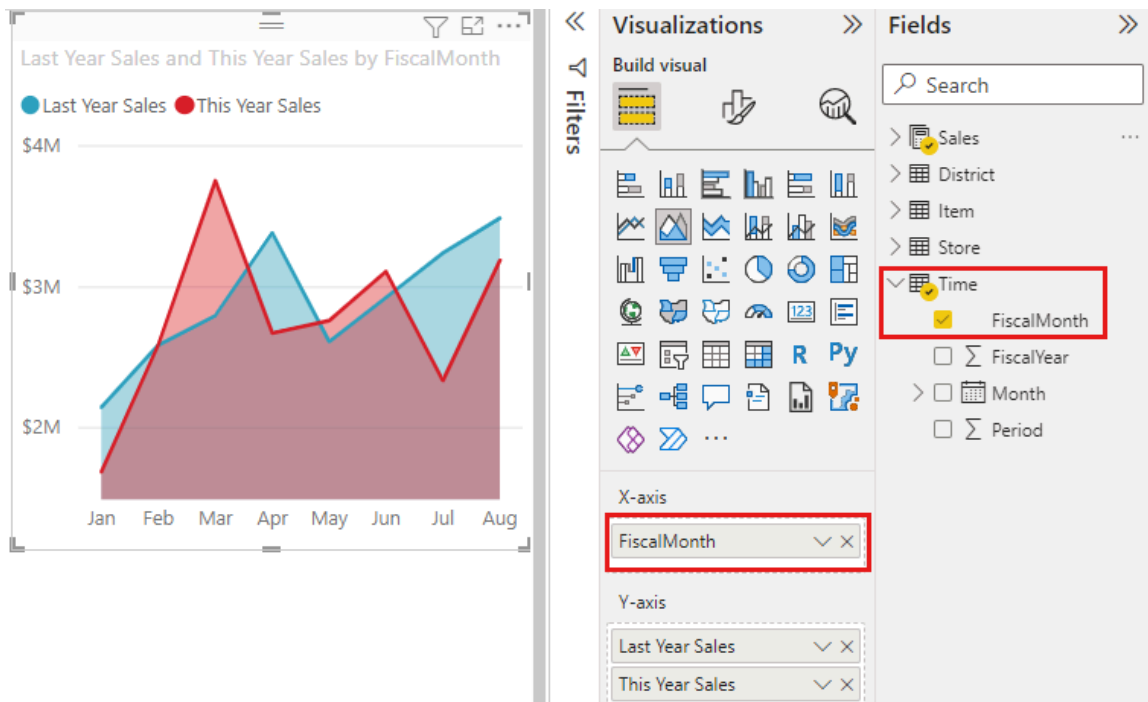 Last Year Sales and This Year Sales by FiscalMonth
Last Year Sales This Year Sales
$4M
$3M
$2M
Jan Feb Mar Apr May Jun Jul Aug
Filters
Visualizations
Build visual
123
R Py
...
X-axis
FiscalMonth
Y-axis
Last Year Sales
This Year Sales
Fields
Search
Sales
District
Item
Store
Time
FiscalMonth
FiscalYear
Month
Period